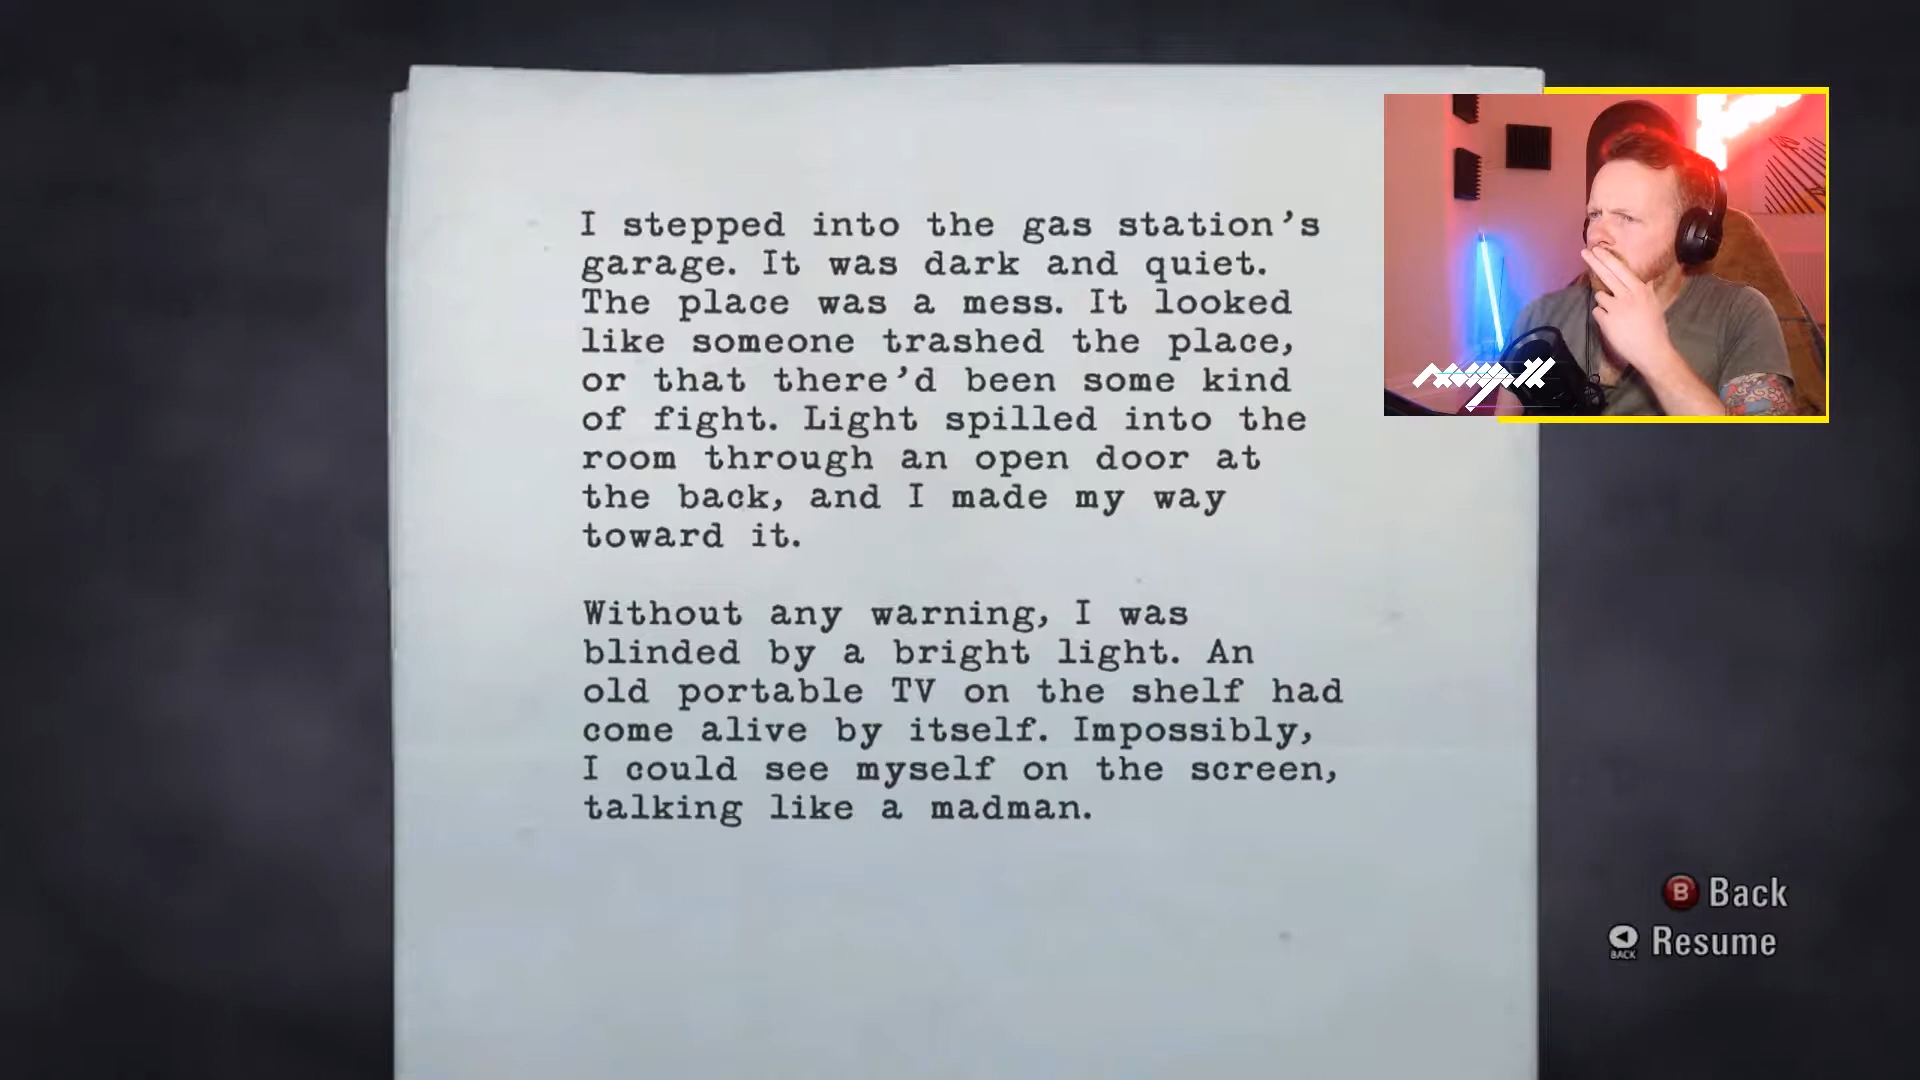 I stepped into the gas station’s
garage. It was dark and quiet.
The place was a mess. It looked
like someone trashed the place,
or that there’d been some kind
of fight. Light spilled into the
room through an open door at
the back, and I made my way
toward it.
Without any warning, I was
blinded by a bright light. An
old portable TV on the shelf had
come alive by itself. Impossibly,
I could see myself on the screen,
talking like a madman.
B Back
BACK Resume